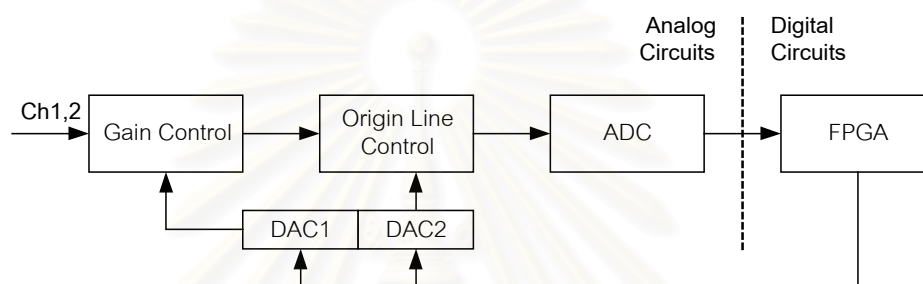 Analog
Circuits
Digital
Circuits
Ch1,2
Gain Control
Origin Line
Control
ADC
FPGA
DAC1
DAC2